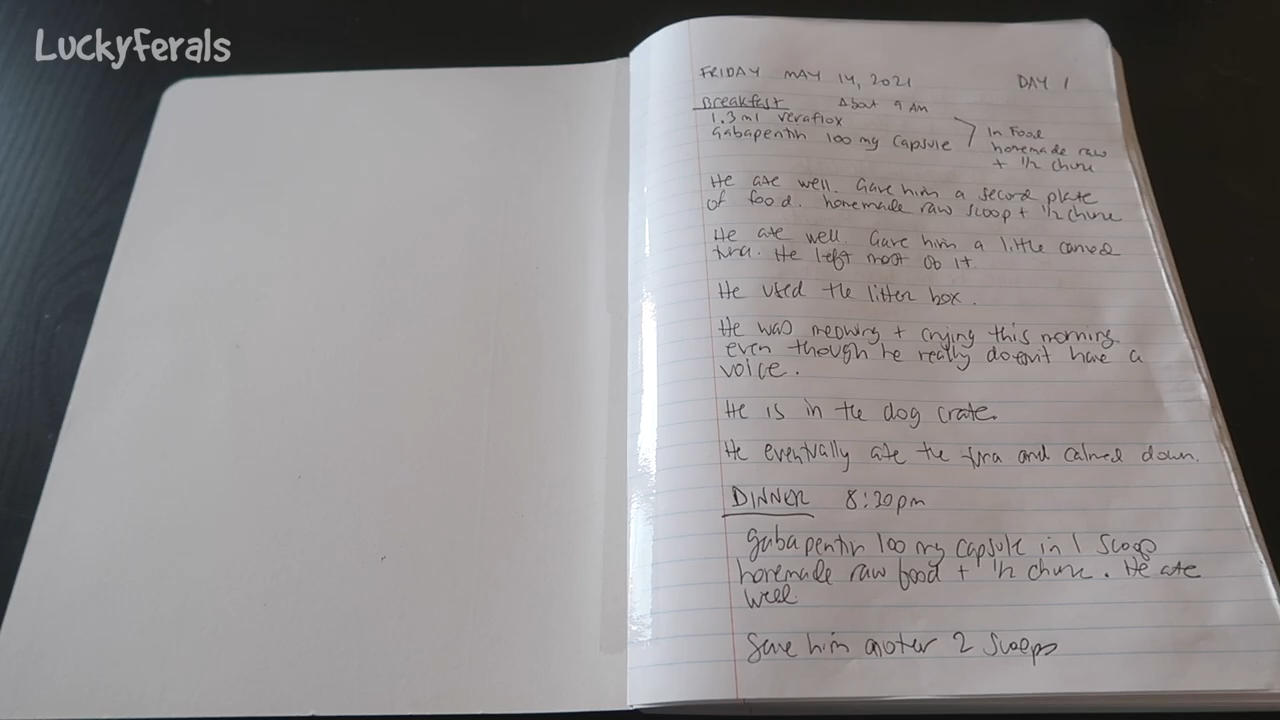 LuckyFerals
FRIDAY MAY 14, 2021 DAY 1
Breakfast About 9 AM
1.3 ml veraflox
Gabapentin 100 mg capsule
In Food
homemade raw
+ 1/2 churu
He ate well. Gave him a second plate
of food. homemade raw scoop + 1/2 churu
He ate well. Gave him a little canned
tuna. He left most of it.
He used the litter box.
He was meowing + crying this morning
even though he really doesn't have a
voice.
He is in the dog crate.
He eventually ate the tuna and calmed down.
DINNER 8:30pm
Gabapentin 100 mg capsule in 1 scoop
homemade raw food + 1/2 churu. He ate
well
Gave him another 2 scoops